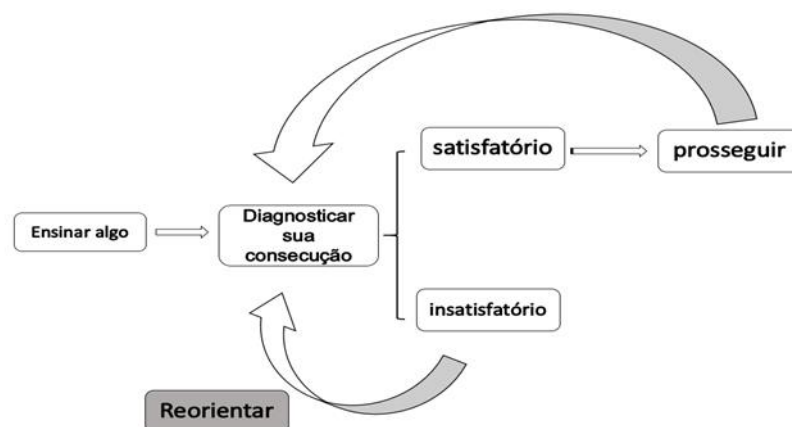 Ensinar algo
Diagnosticar
sua
consecução
satisfatório
prosseguir
insatisfatório
Reorientar